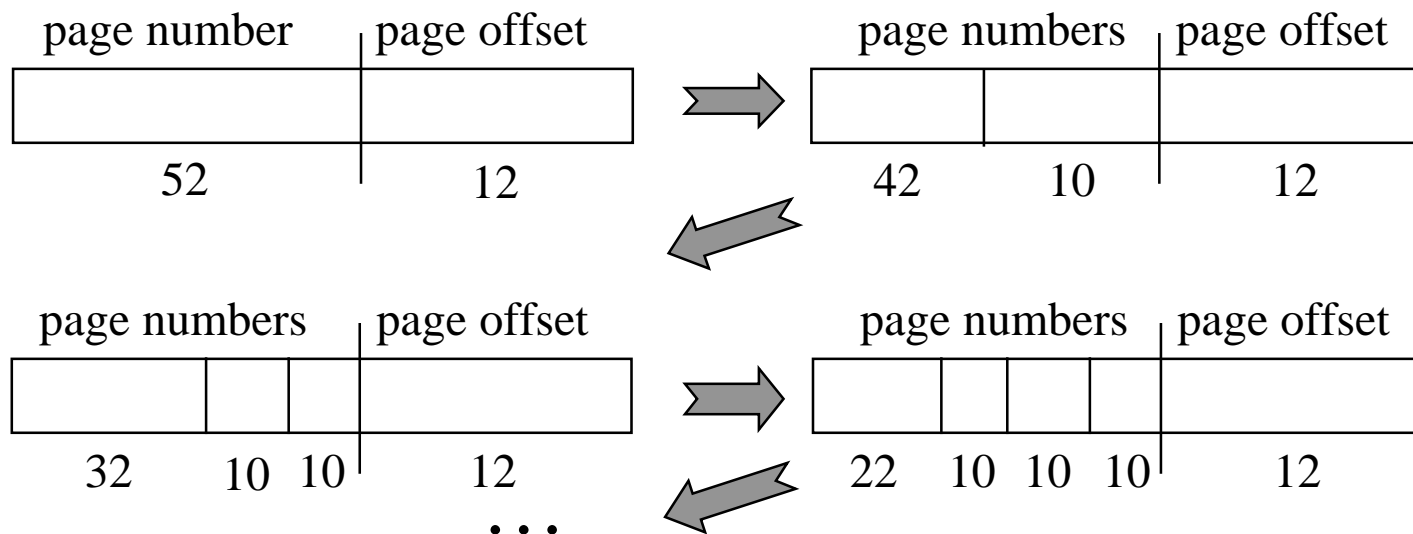 page number page offset page numbers page offset
52 12 42 10 12
page numbers page offset page numbers page offset
32 10 10 12 22 10 10 10 12
...